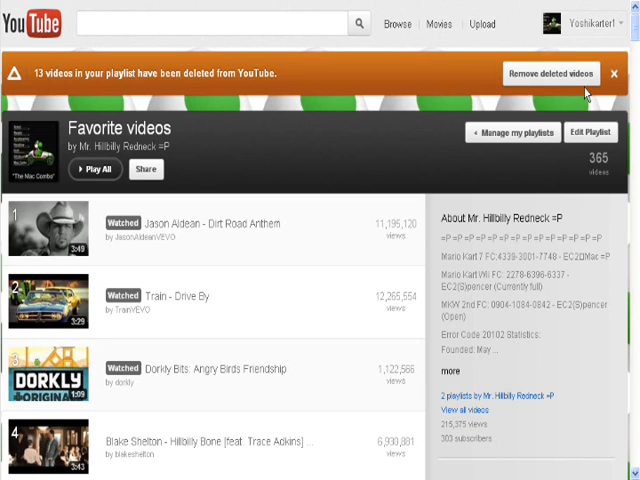 YouTube Browse Movies Upload Yoshikarter1
13 videos in your playlist have been deleted from YouTube. Remove deleted videos
Favorite videos
by Mr. Hillbilly Redneck =P
Play All Share
Manage my playlists Edit Playlist
365
videos
"The Mac Combo"
1
3:49
Watched Jason Aldean - Dirt Road Anthem
by JasonAldeanVEVO
11,195,120
views
2
3:29
Watched Train - Drive By
by TrainVEVO
12,265,554
views
3
DORKLY
ORIGINA
1:09
Watched Dorkly Bits: Angry Birds Friendship
by dorkly
1,122,566
views
4
3:43
Blake Shelton - Hillbilly Bone [feat. Trace Adkins] ...
by blakeshelton
6,930,881
views
About Mr. Hillbilly Redneck =P
=P =P =P =P =P =P =P =P =P =P =P =P =P
Mario Kart 7 FC:4339-3001-7748 - EC2 Mac =P
Mario Kart Wii FC: 2278-6396-6337 -
EC2(S)pencer (Currently full)
MKW 2nd FC: 0904-1084-0842 - EC2(S)pencer
(Open)
Error Code 20102 Statistics:
Founded: May ...
more
2 playlists by Mr. Hillbilly Redneck =P
View all videos
215,375 views
303 subscribers